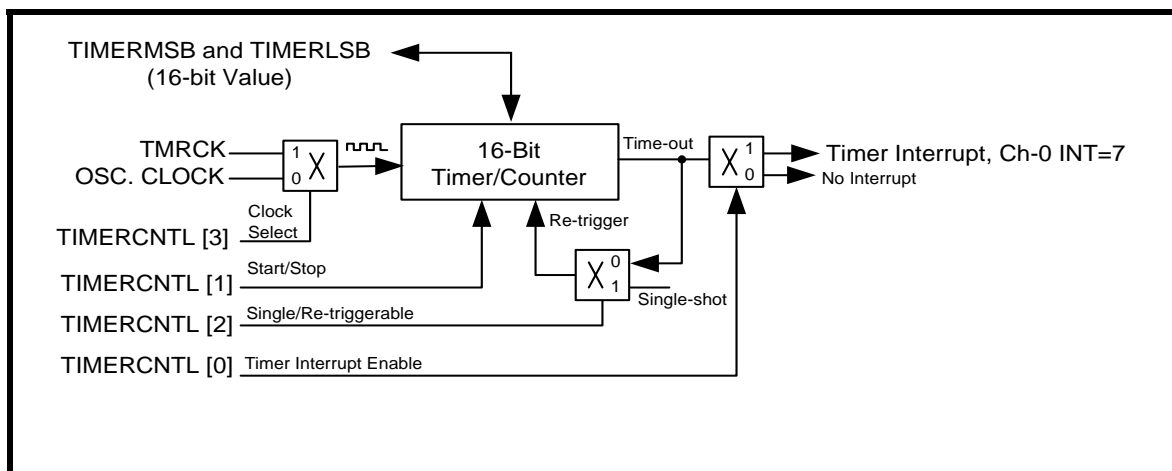 TIMERMSB and TIMERLSB
(16-bit Value)
TMRCK
OSC. CLOCK
1
0
X
16-Bit
Timer/Counter
Time-out
X
1
0
Timer Interrupt, Ch-0 INT=7
No Interrupt
Clock
Select
TIMERCNTL [3]
Re-trigger
Start/Stop
TIMERCNTL [1]
X
0
1
Single-shot
Single/Re-triggerable
TIMERCNTL [2]
TIMERCNTL [0]
Timer Interrupt Enable